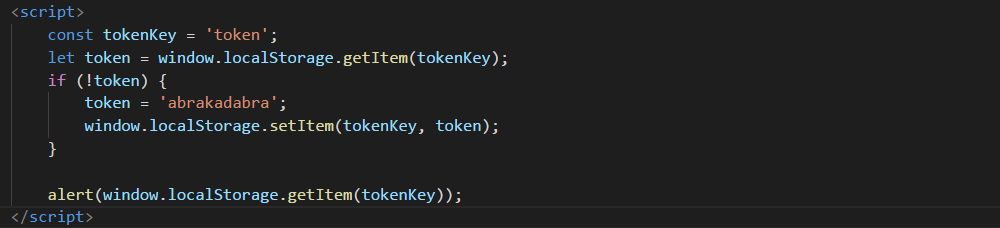 <script>
const tokenKey = 'token';
let token = window.localStorage.getItem(tokenKey);
if (!token) {
token = 'abrakadabra';
window.localStorage.setItem(tokenKey, token);
}
alert(window.localStorage.getItem(tokenKey));
</script>